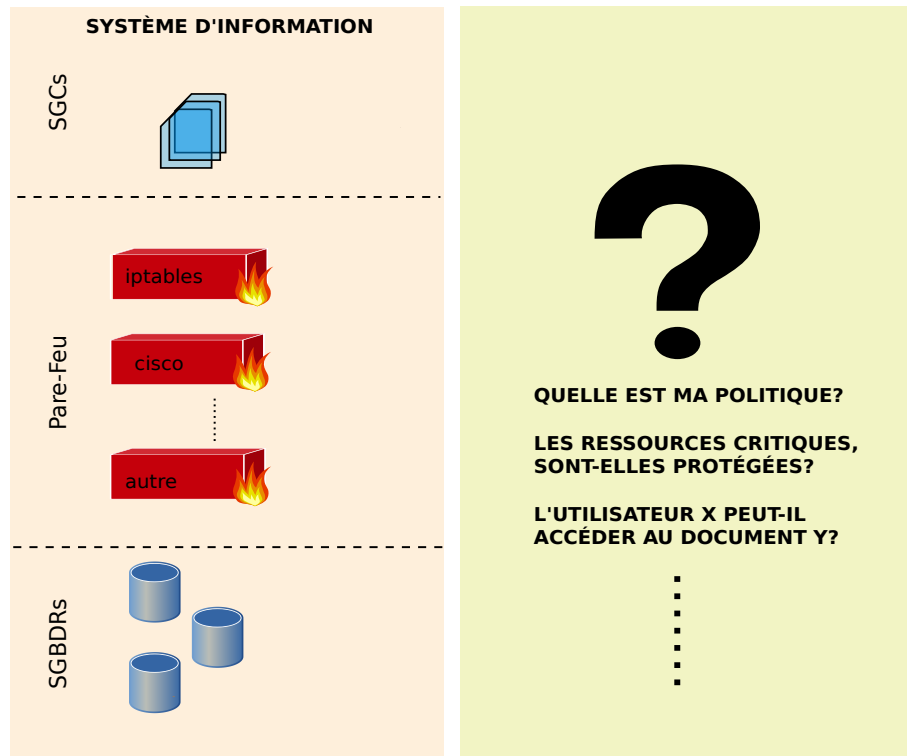 SYSTÈME D'INFORMATION
SGCs
Pare-Feu
iptables
cisco
autre
SGBDRs
?
QUELLE EST MA POLITIQUE?
LES RESSOURCES CRITIQUES,
SONT-ELLES PROTÉGÉES?
L'UTILISATEUR X PEUT-IL
ACCÉDER AU DOCUMENT Y?